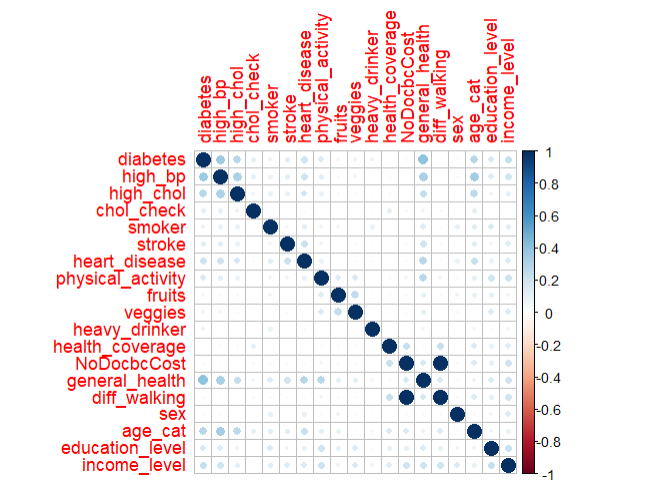 diabetes
high_bp
high_chol
chol_check
smoker
stroke
heart_disease
physical_activity
fruits
veggies
heavy_drinker
health_coverage
NoDocbcCost
general_health
diff_walking
sex
age_cat
education_level
income_level
diabetes
high_bp
high_chol
chol_check
smoker
stroke
heart_disease
physical_activity
fruits
veggies
heavy_drinker
health_coverage
NoDocbcCost
general_health
diff_walking
sex
age_cat
education_level
income_level
1
0.8
0.6
0.4
0.2
0
-0.2
-0.4
-0.6
-0.8
-1